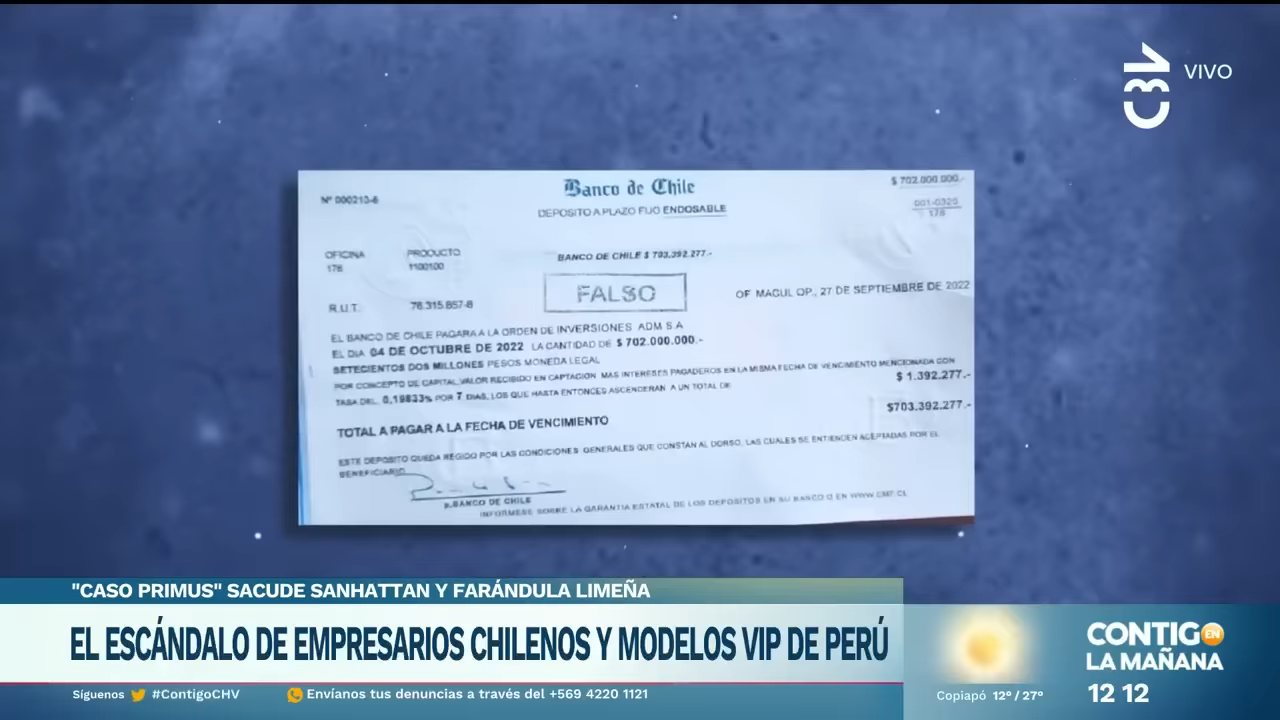 CHV VIVO
Banco de Chile
$ 702.000.000.-
Nº 000213-6
DEPOSITO A PLAZO FIJO ENDOSABLE
001-0320
178
OFICINA PRODUCTO
178 1100100
BANCO DE CHILE $ 703.392.277.-
FALSO
R.U.T. 76.315.857-8
OF MACUL OP., 27 DE SEPTIEMBRE DE 2022
EL BANCO DE CHILE PAGARA A LA ORDEN DE INVERSIONES ADM S.A
EL DIA 04 DE OCTUBRE DE 2022 LA CANTIDAD DE $ 702.000.000.-
SETECIENTOS DOS MILLONES PESOS MONEDA LEGAL
POR CONCEPTO DE CAPITAL, VALOR RECIBIDO EN CAPTACION MAS INTERESES PAGADEROS EN LA MISMA FECHA DE VENCIMIENTO MENCIONADA CON
TASA DEL 0,19833% POR 7 DIAS, LOS QUE HASTA ENTONCES ASCENDERAN A UN TOTAL DE
$ 1.392.277.-
$703.392.277.-
TOTAL A PAGAR A LA FECHA DE VENCIMIENTO
ESTE DEPOSITO QUEDA REGIDO POR LAS CONDICIONES GENERALES QUE CONSTAN AL DORSO, LAS CUALES SE ENTIENDEN ACEPTADAS POR EL
BENEFICIARIO
P. BANCO DE CHILE
INFORMESE SOBRE LA GARANTIA ESTATAL DE LOS DEPOSITOS EN SU BANCO O EN WWW.CMF.CL
"CASO PRIMUS" SACUDE SANHATTAN Y FARÁNDULA LIMEÑA
EL ESCÁNDALO DE EMPRESARIOS CHILENOS Y MODELOS VIP DE PERÚ
Síguenos #ContigoCHV Envíanos tus denuncias a través del +569 4220 1121
Copiapó 12° / 27°
CONTIGO EN
LA MAÑANA
12 12